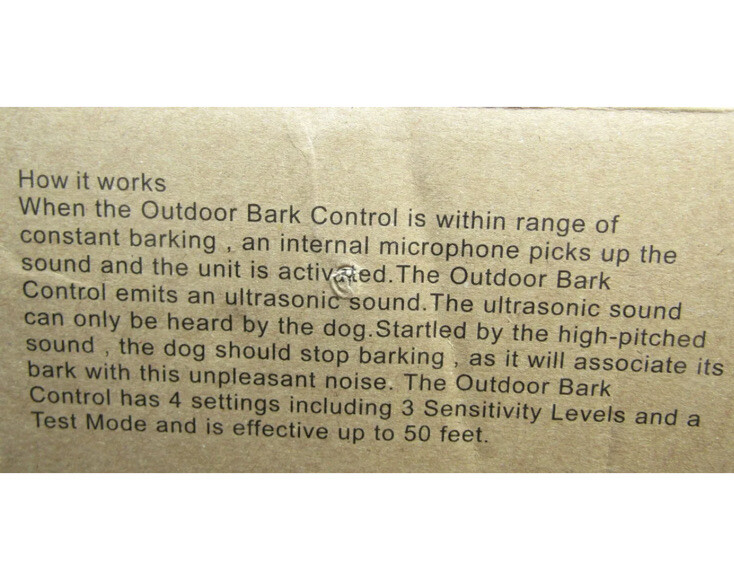 How it works
When the Outdoor Bark Control is within range of
constant barking , an internal microphone picks up the
sound and the unit is activated.The Outdoor Bark
Control emits an ultrasonic sound.The ultrasonic sound
can only be heard by the dog.Startled by the high-pitched
sound , the dog should stop barking , as it will associate its
bark with this unpleasant noise. The Outdoor Bark
Control has 4 settings including 3 Sensitivity Levels and a
Test Mode and is effective up to 50 feet.